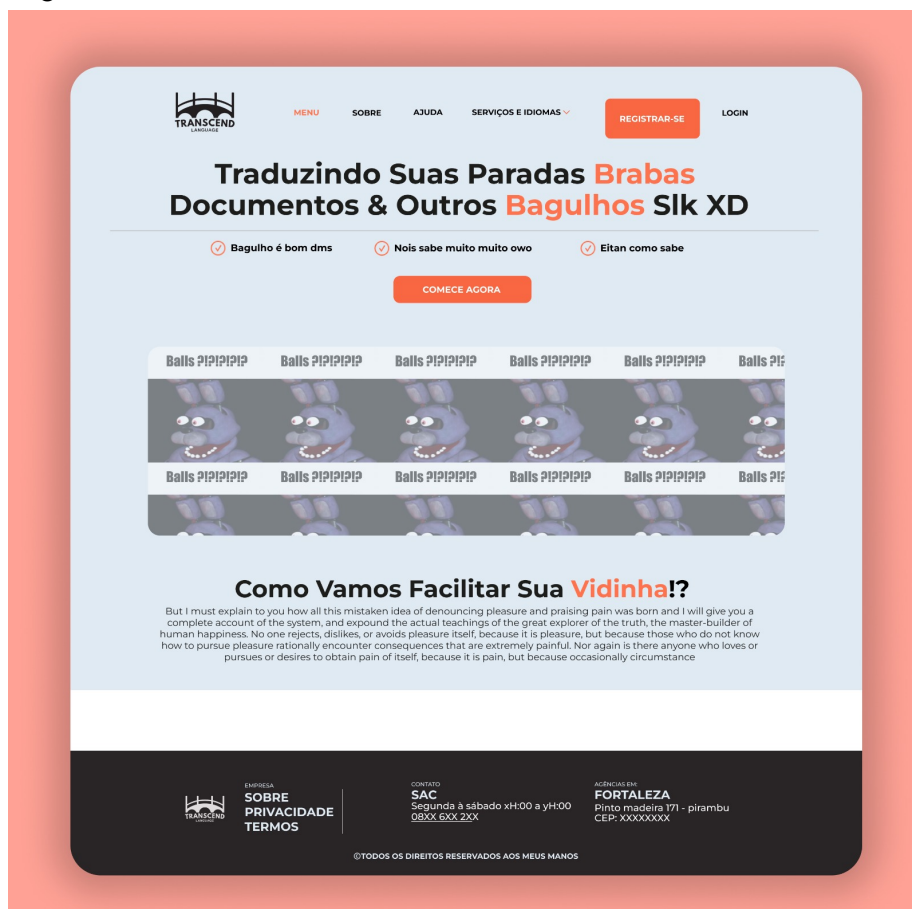 TRANSCEND
LANGUAGE
MENU SOBRE AJUDA SERVIÇOS E IDIOMAS REGISTRAR-SE LOGIN
Traduzindo Suas Paradas Brabas
Documentos & Outros Bagulhos Slk XD
Bagulho é bom dms Nois sabe muito muito owo Eitan como sabe
COMECE AGORA
Balls ?!?!?!?!? Balls ?!?!?!?!? Balls ?!?!?!?!? Balls ?!?!?!?!? Balls ?!?!?!?!? Balls ?!?
Balls ?!?!?!?!? Balls ?!?!?!?!? Balls ?!?!?!?!? Balls ?!?!?!?!? Balls ?!?!?!?!? Balls ?!?
Como Vamos Facilitar Sua Vidinha!?
But I must explain to you how all this mistaken idea of denouncing pleasure and praising pain was born and I will give you a
complete account of the system, and expound the actual teachings of the great explorer of the truth, the master-builder of
human happiness. No one rejects, dislikes, or avoids pleasure itself, because it is pleasure, but because those who do not know
how to pursue pleasure rationally encounter consequences that are extremely painful. Nor again is there anyone who loves or
pursues or desires to obtain pain of itself, because it is pain, but because occasionally circumstance
TRANSCEND
LANGUAGE
EMPRESA
SOBRE
PRIVACIDADE
TERMOS
CONTATO
SAC
Segunda à sábado xH:00 a yH:00
08XX 6XX 2XX
AGÊNCIAS EM:
FORTALEZA
Pinto madeira 171 - pirambu
CEP: XXXXXXXX
©TODOS OS DIREITOS RESERVADOS AOS MEUS MANOS